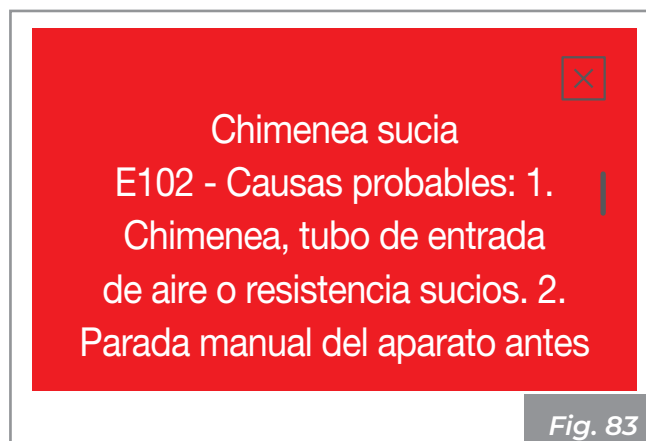 Chimenea sucia
E102 - Causas probables: 1.
Chimenea, tubo de entrada
de aire o resistencia sucios. 2.
Parada manual del aparato antes
Fig. 83